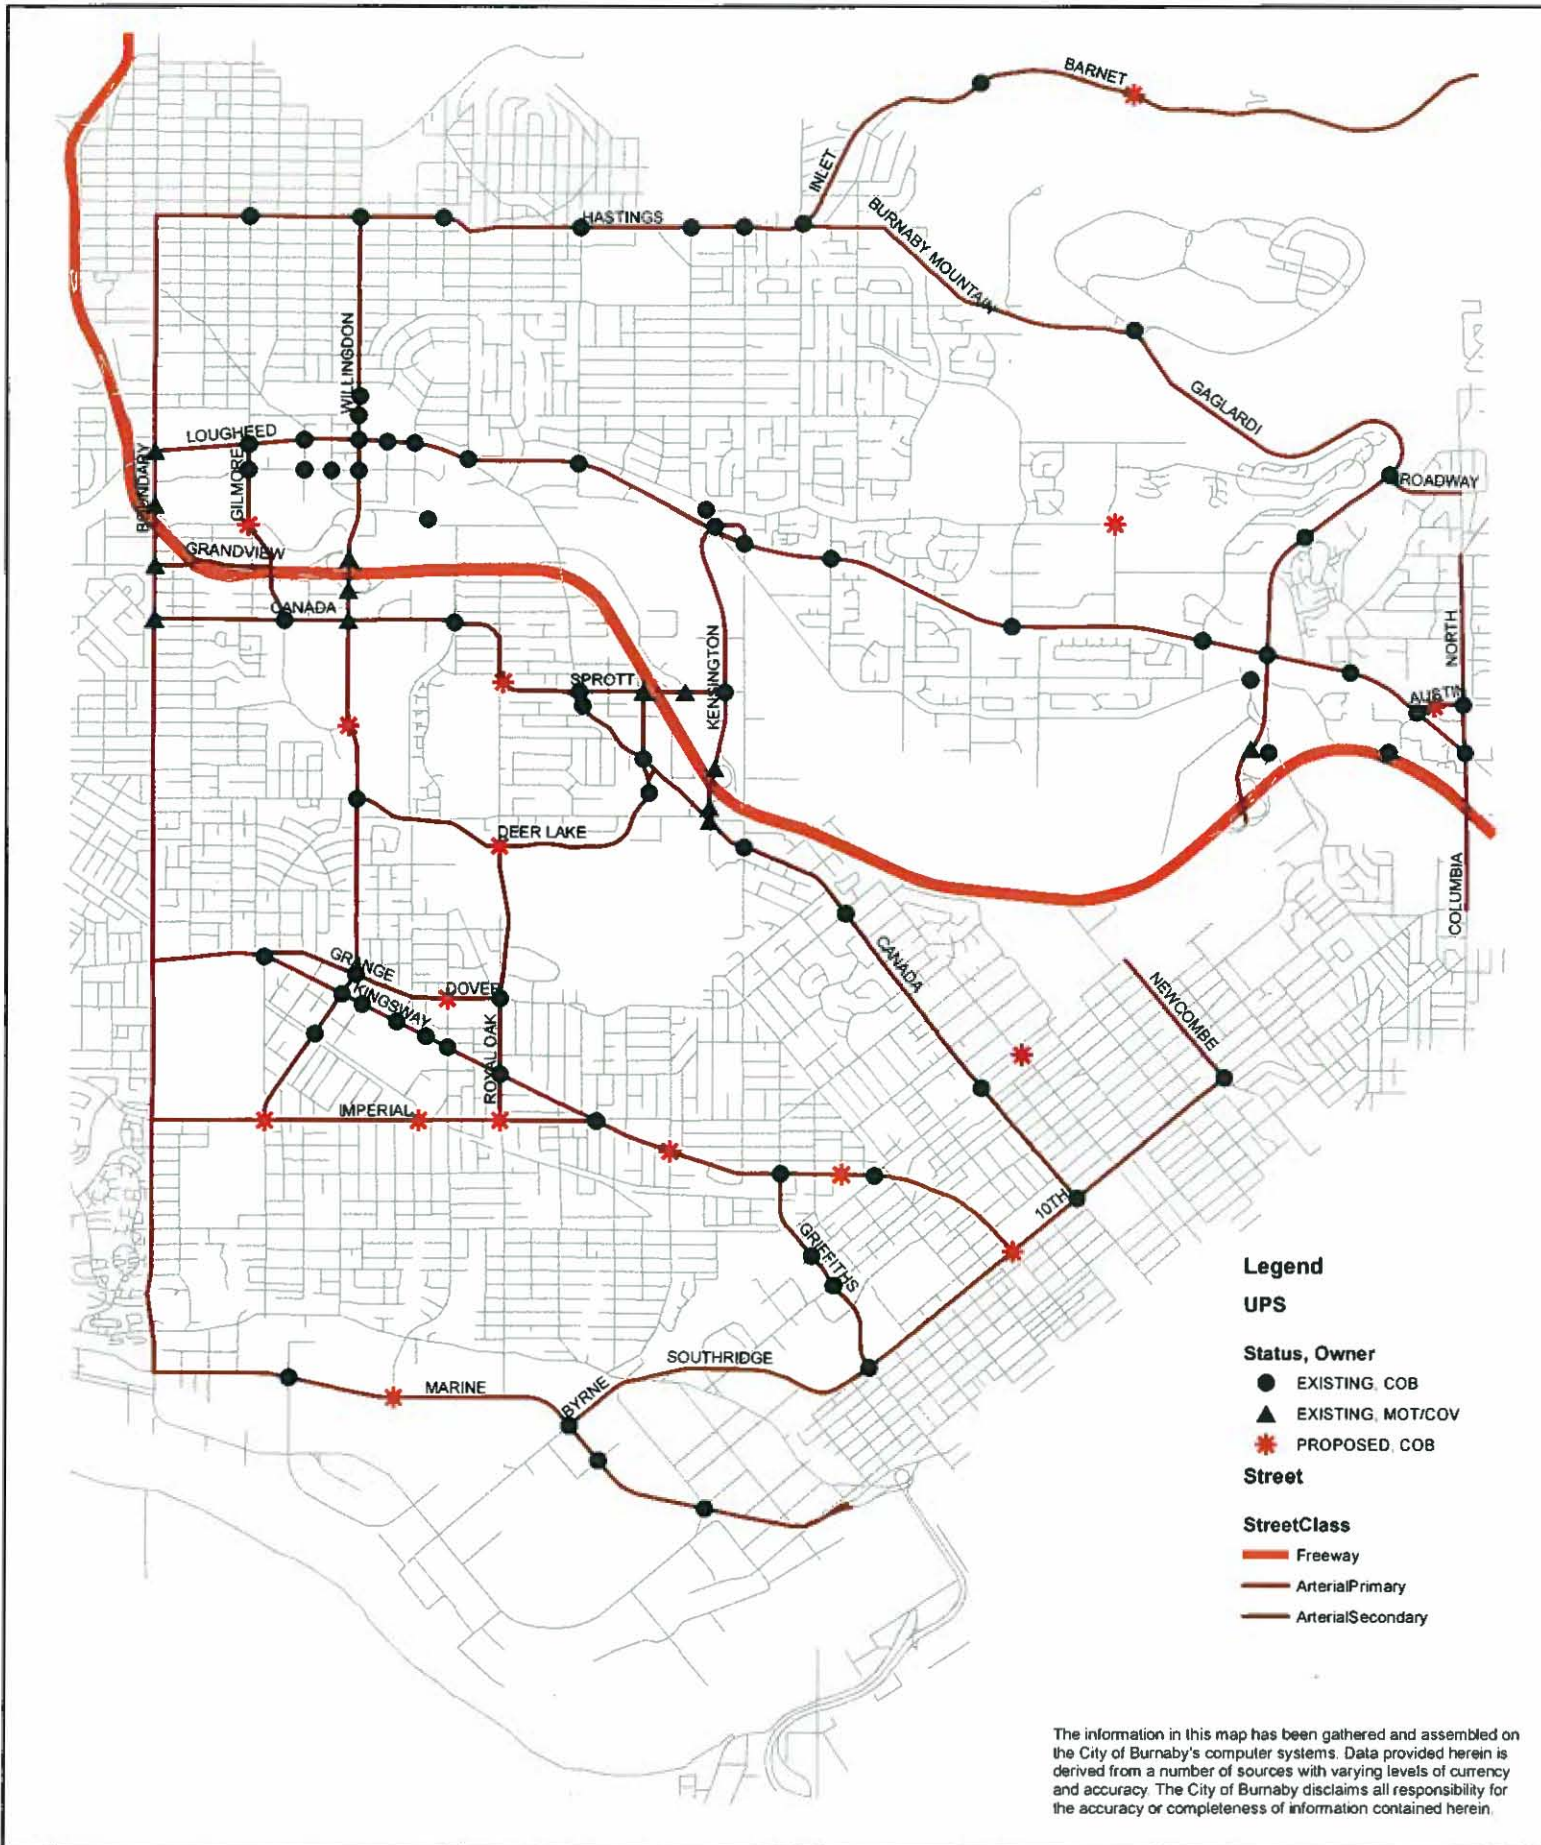 BARNET
INLET
BURNABY MOUNTAIN
HASTINGS
WILLINGDON
GAGLARDI
LOUGHEED
GILMORE
BOUNDARY
ROADWAY
GRANDVIEW
CANADA
NORTH
KENSINGTON
SPROTT
AUSTIN
DEER LAKE
COLUMBIA
CANADA
GRANGE
DOVER
KINGSWAY
NEWCOMBE
ROYAL OAK
IMPERIAL
10TH
GRIFFITHS
SOUTHRIDGE
MARINE
BYRNE
Legend
UPS
Status, Owner
EXISTING, COB
EXISTING, MOT/COV
PROPOSED, COB
Street
StreetClass
Freeway
ArterialPrimary
ArterialSecondary
The information in this map has been gathered and assembled on
the City of Burnaby's computer systems. Data provided herein is
derived from a number of sources with varying levels of currency
and accuracy. The City of Burnaby disclaims all responsibility for
the accuracy or completeness of information contained herein.